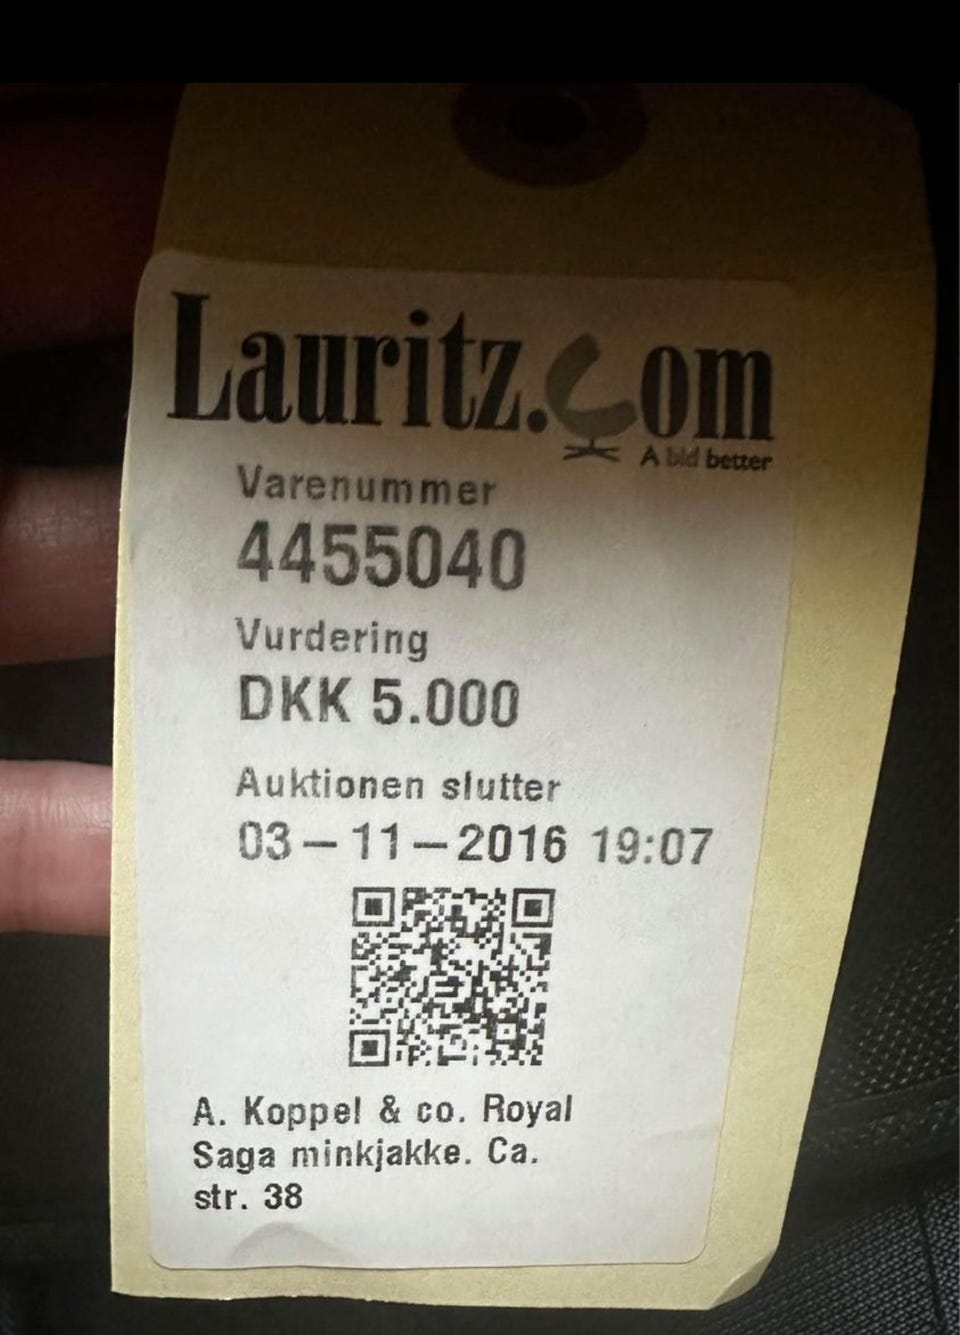 Lauritz.com
A bid better
Varenummer
4455040
Vurdering
DKK 5.000
Auktionen slutter
03-11-2016 19:07
A. Koppel & co. Royal
Saga minkjakke. Ca.
str. 38